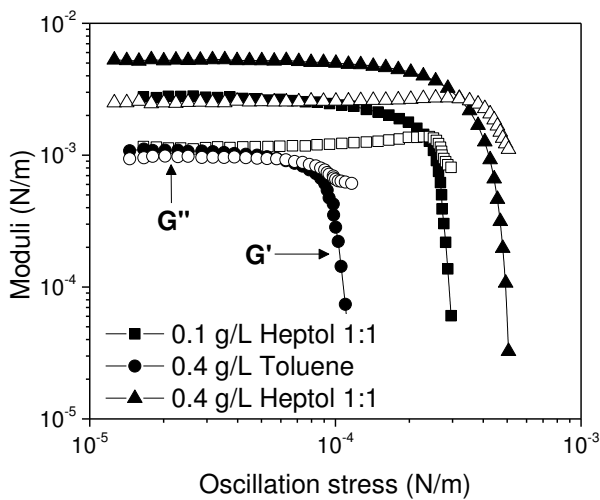 10⁻²
10⁻³
10⁻⁴
10⁻⁵
Moduli (N/m)
G''
G'
0.1 g/L Heptol 1:1
0.4 g/L Toluene
0.4 g/L Heptol 1:1
10⁻⁵ 10⁻⁴ 10⁻³
Oscillation stress (N/m)